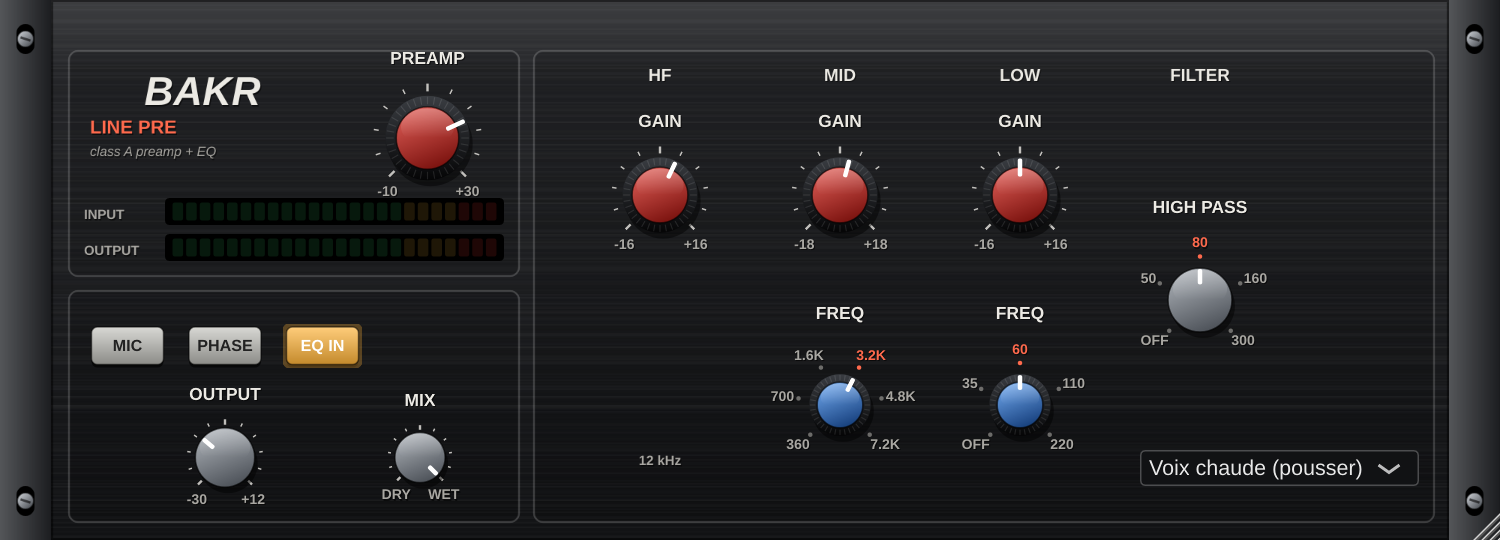 BAKR
LINE PRE
class A preamp + EQ
PREAMP
-10 +30
INPUT
OUTPUT
MIC PHASE EQ IN
OUTPUT
-30 +12
MIX
DRY WET
HF MID LOW FILTER
GAIN GAIN GAIN
-16 +16 -18 +18 -16 +16
HIGH PASS
80
50 160
OFF 300
FREQ FREQ
1.6K 3.2K 60
700 4.8K 35 110
360 7.2K OFF 220
12 kHz
Voix chaude (pousser)